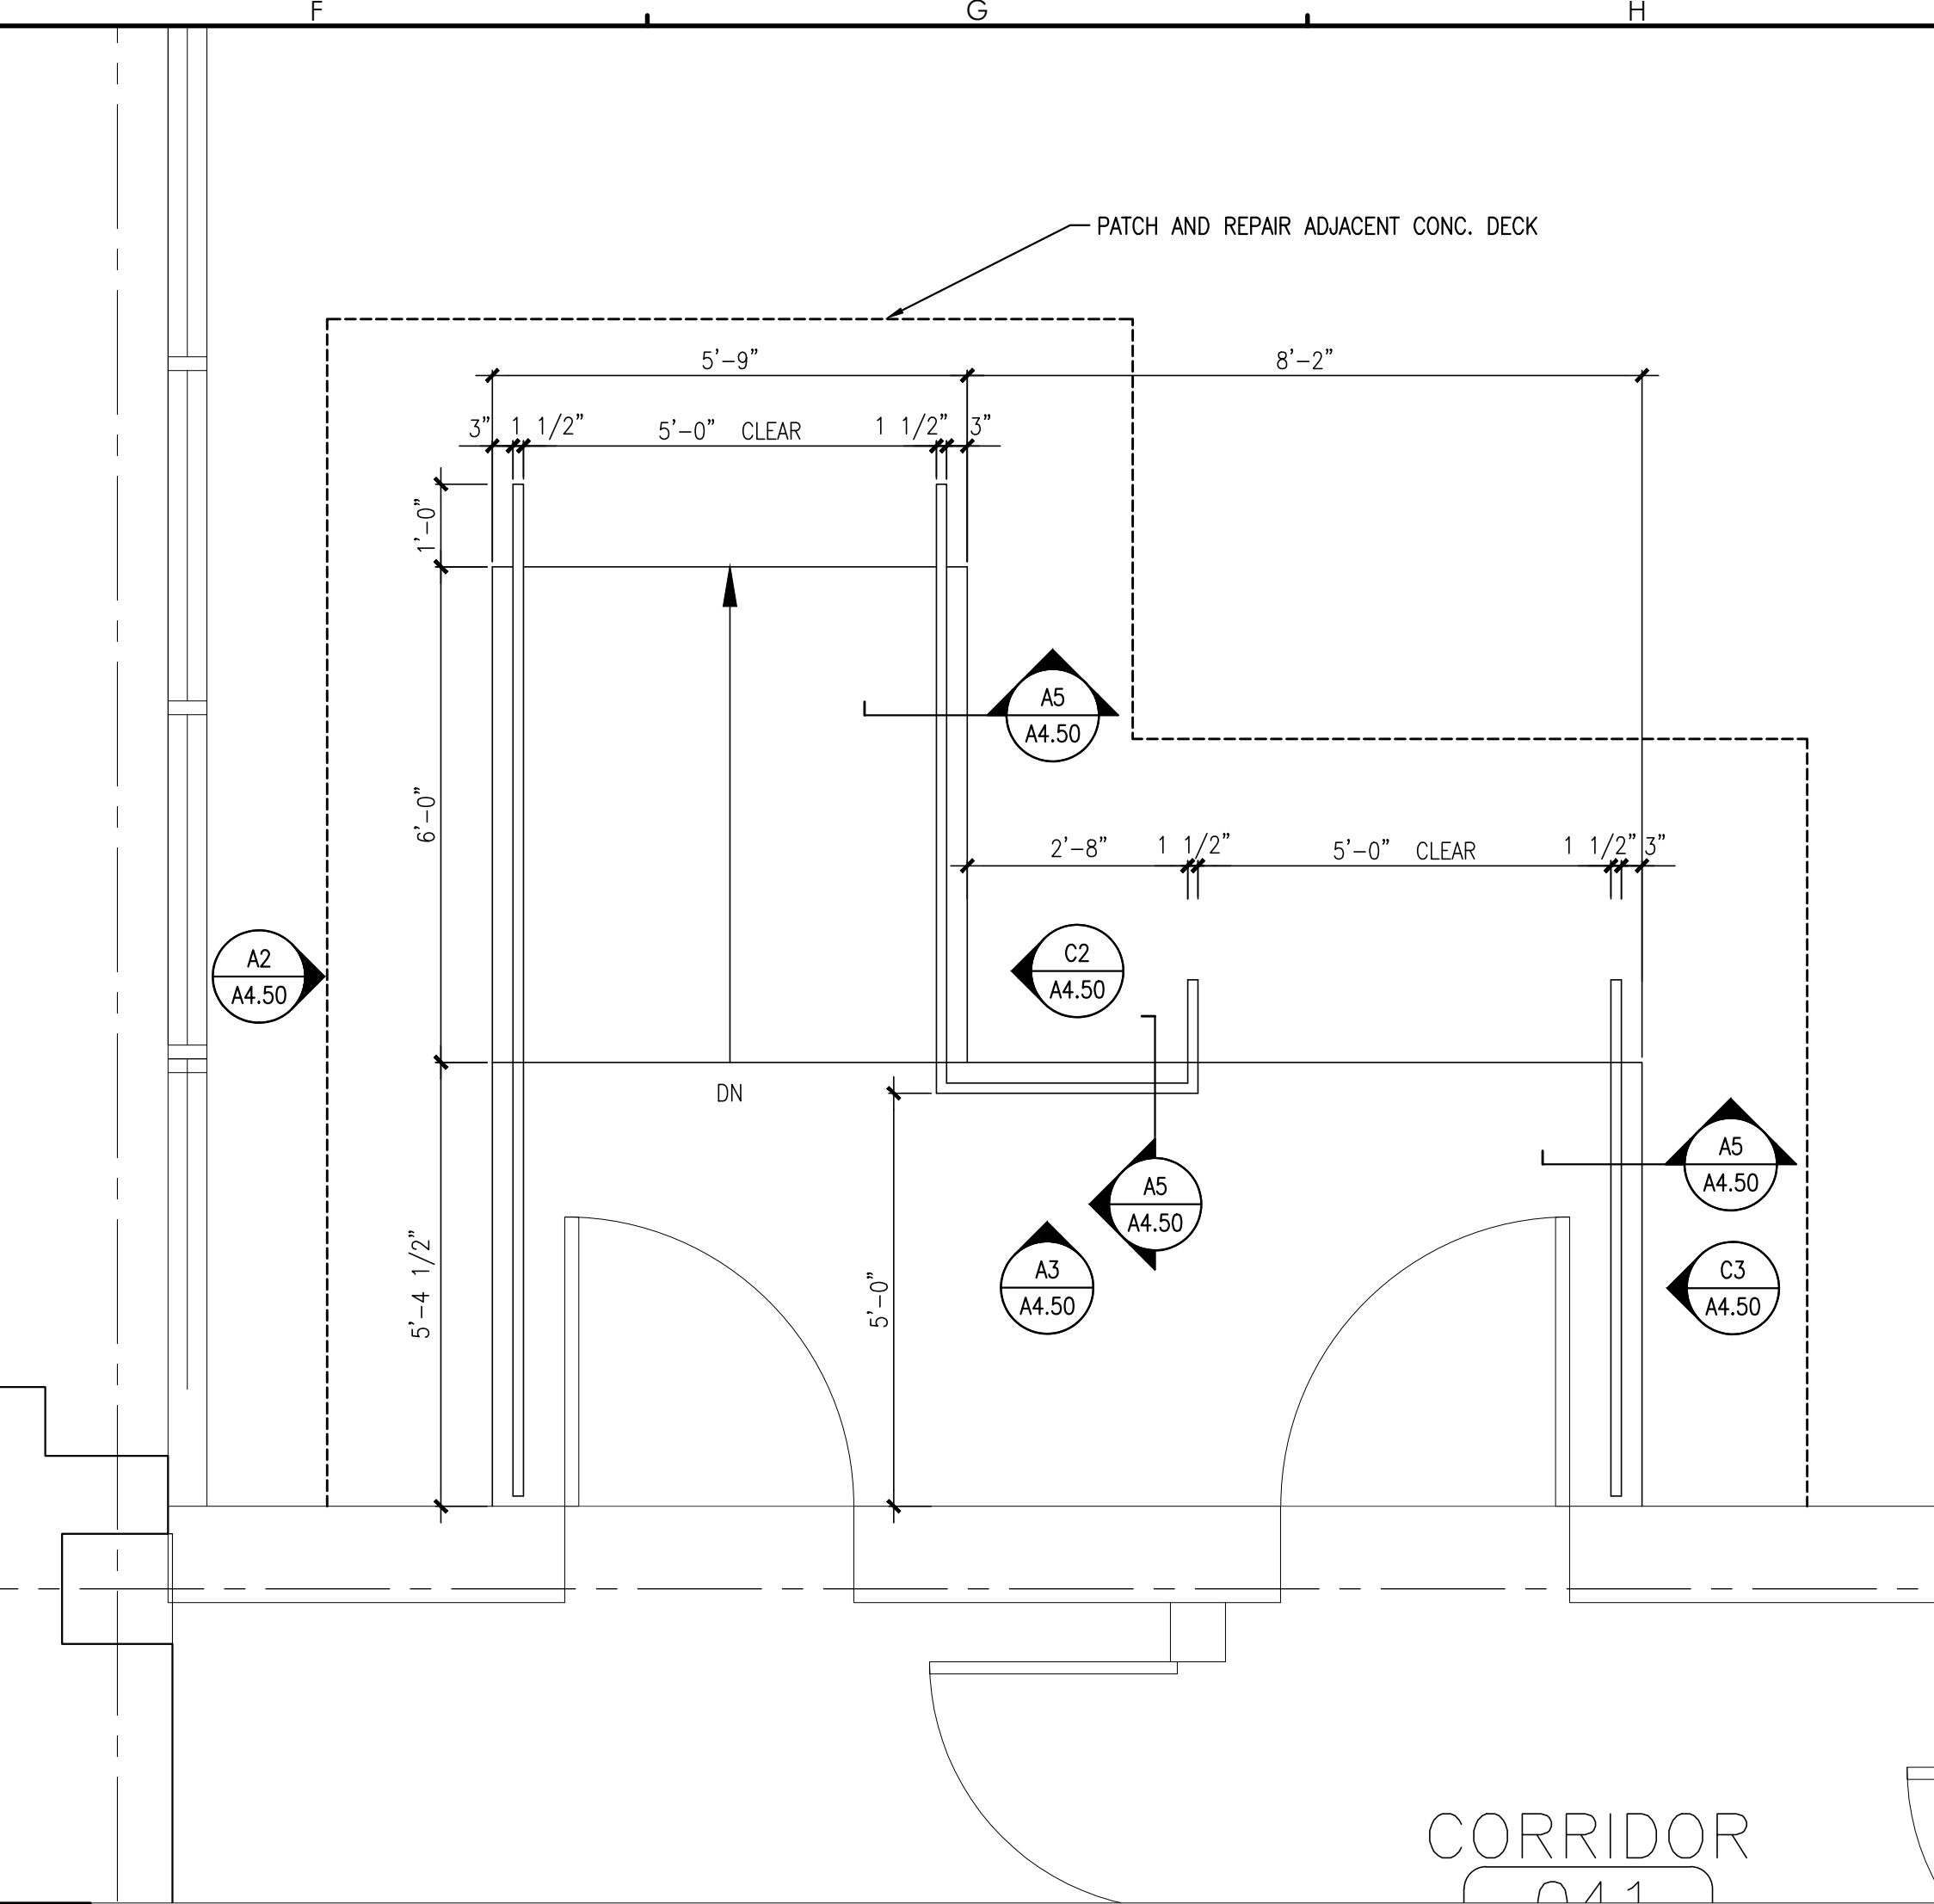 F G H
PATCH AND REPAIR ADJACENT CONC. DECK
5'-9" 8'-2"
3" 1 1/2" 5'-0" CLEAR 1 1/2" 3"
1'-0"
A5
A4.50
6'-0"
2'-8" 1 1/2" 5'-0" CLEAR 1 1/2" 3"
A2
A4.50
C2
A4.50
DN
A5
A4.50
A5
A4.50
5'-4 1/2"
5'-0"
A3
A4.50
C3
A4.50
CORRIDOR
041